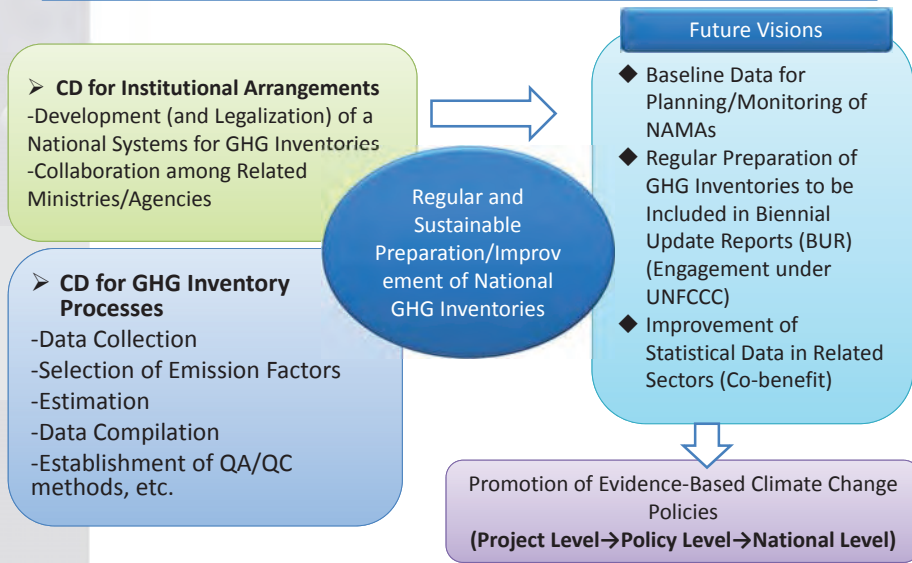 ➢ CD for Institutional Arrangements
-Development (and Legalization) of a
National Systems for GHG Inventories
-Collaboration among Related
Ministries/Agencies
➢ CD for GHG Inventory
Processes
-Data Collection
-Selection of Emission Factors
-Estimation
-Data Compilation
-Establishment of QA/QC
methods, etc.
Regular and
Sustainable
Preparation/Improv
ement of National
GHG Inventories
Future Visions
◆ Baseline Data for
Planning/Monitoring of
NAMAs
◆ Regular Preparation of
GHG Inventories to be
Included in Biennial
Update Reports (BUR)
(Engagement under
UNFCCC)
◆ Improvement of
Statistical Data in Related
Sectors (Co-benefit)
Promotion of Evidence-Based Climate Change
Policies
(Project Level→Policy Level→National Level)